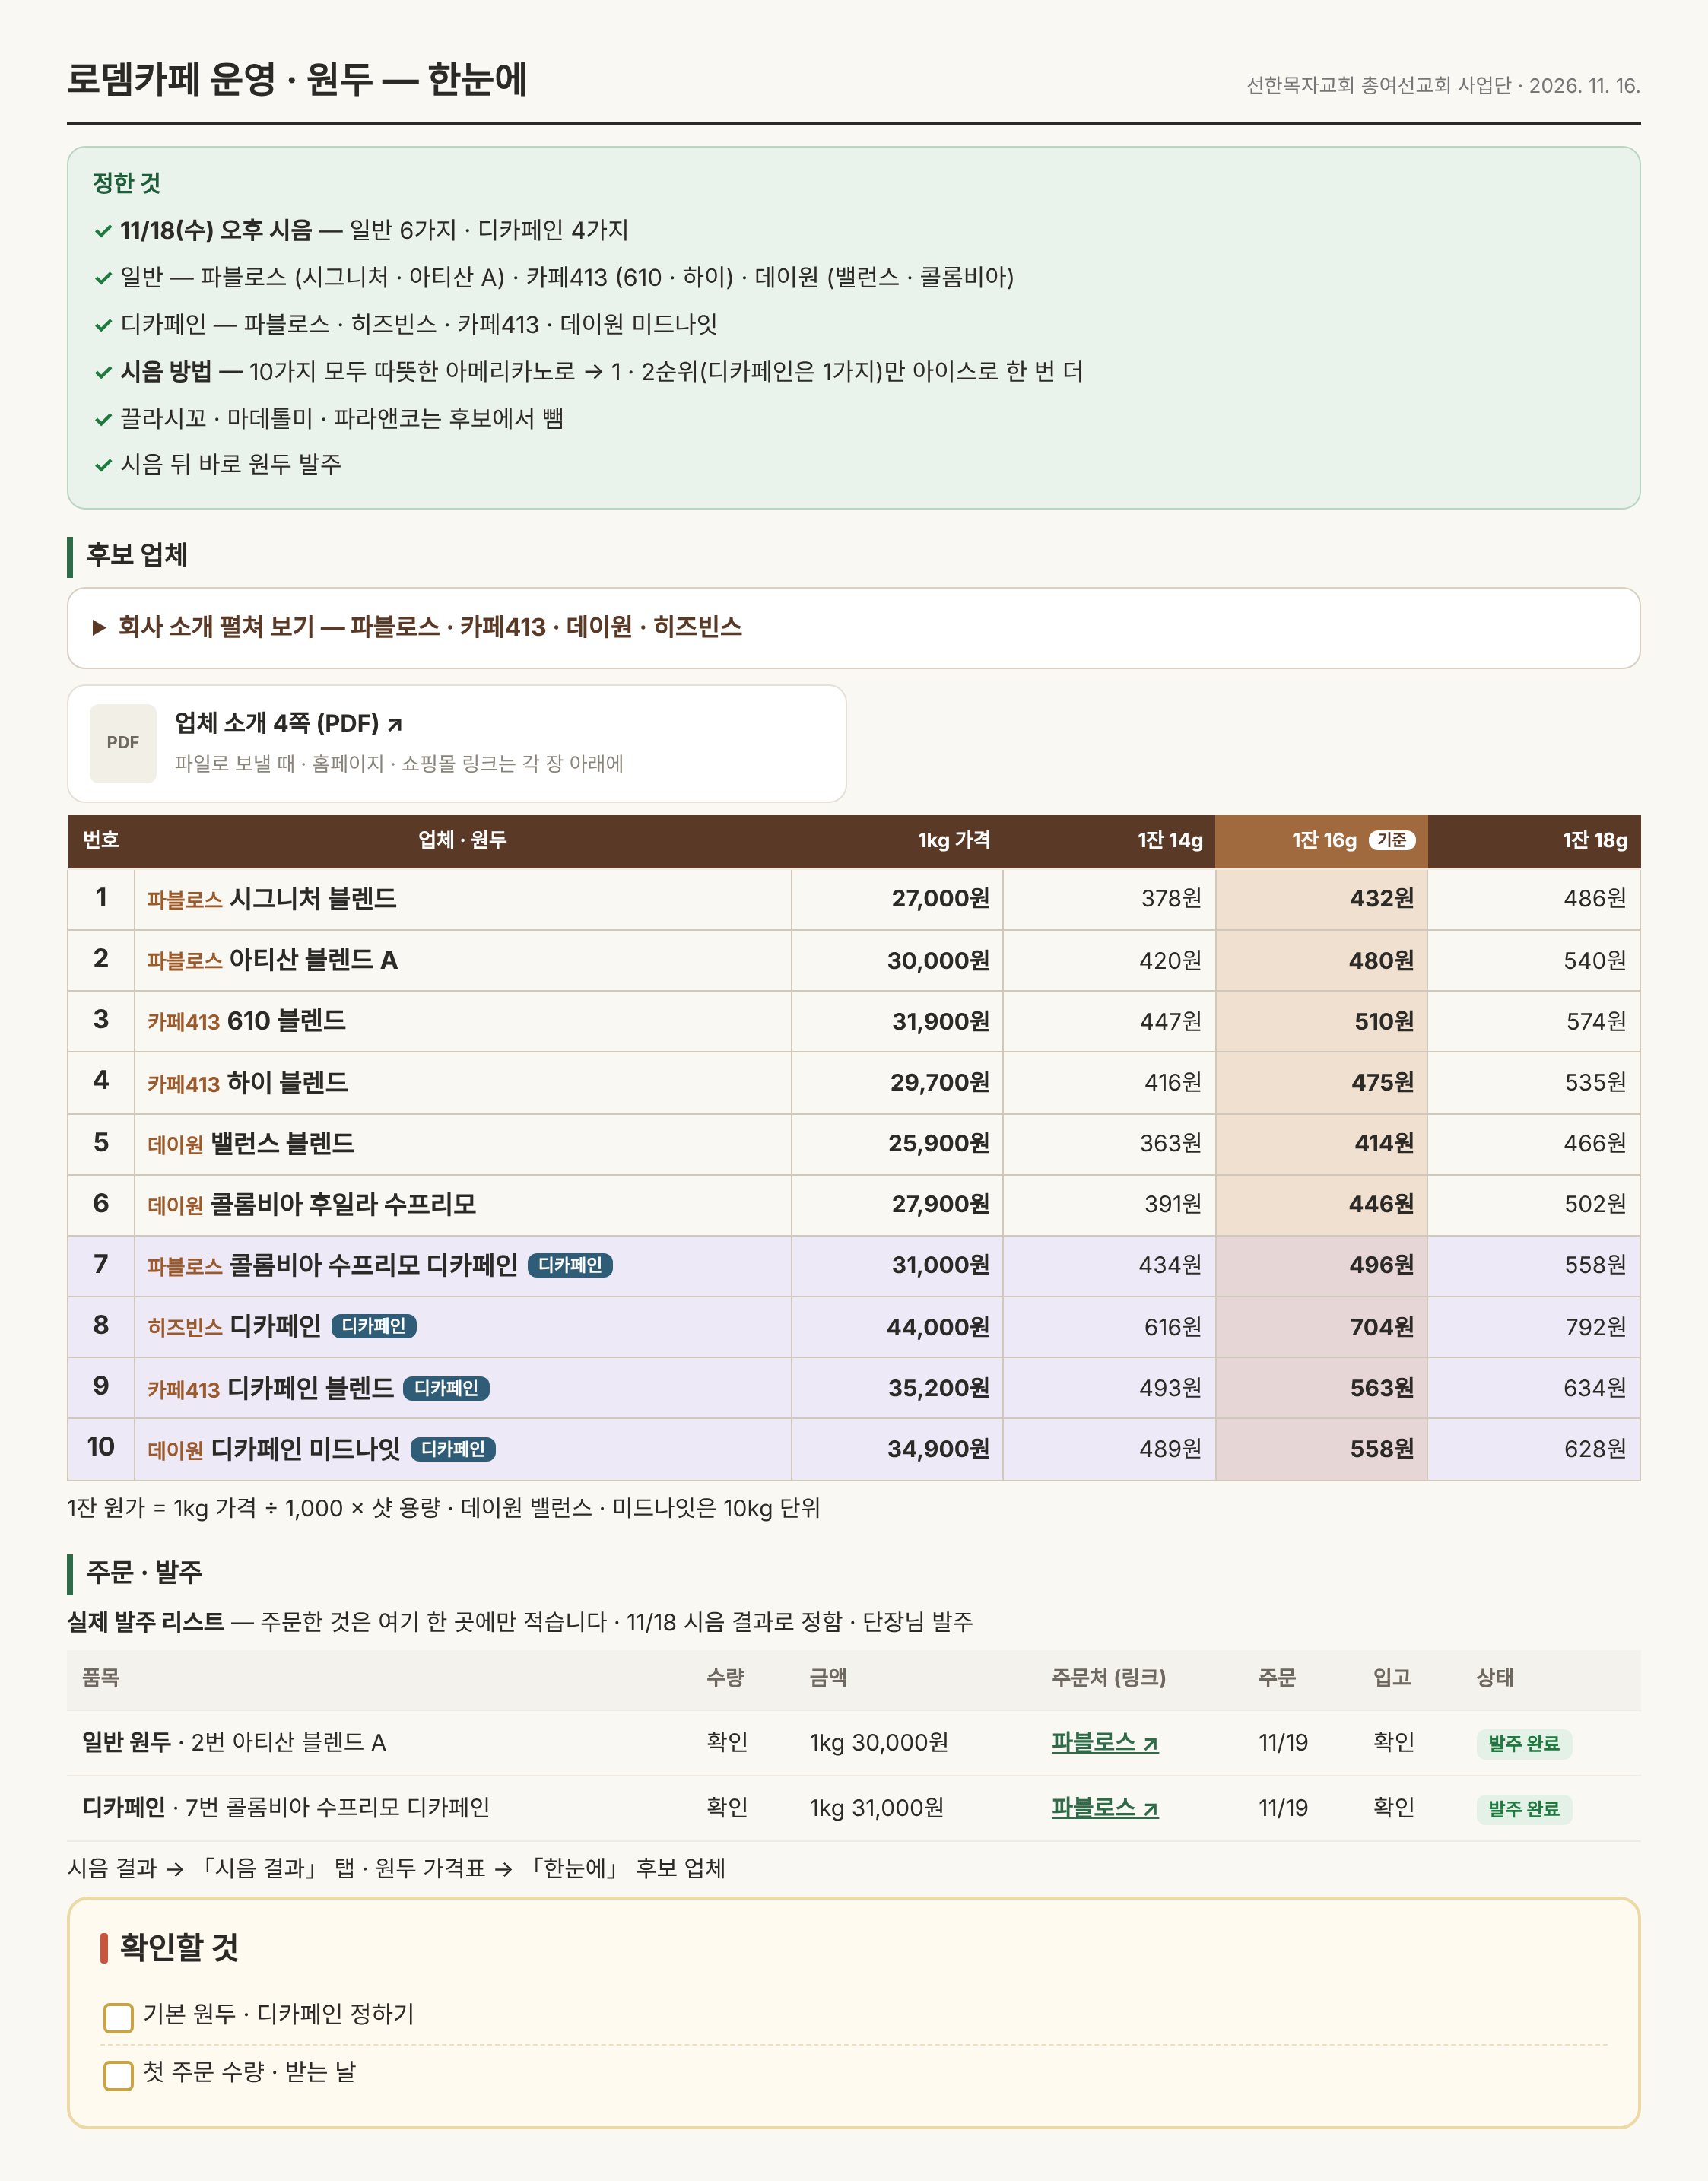 로뎀카페 운영 · 원두 — 한눈에
선한목자교회 총여선교회 사업단 · 2026. 11. 16.
정한 것
✓ 11/18(수) 오후 시음 — 일반 6가지 · 디카페인 4가지
✓ 일반 — 파블로스 (시그니처 · 아티산 A) · 카페413 (610 · 하이) · 데이원 (밸런스 · 콜롬비아)
✓ 디카페인 — 파블로스 · 히즈빈스 · 카페413 · 데이원 미드나잇
✓ 시음 방법 — 10가지 모두 따뜻한 아메리카노로 → 1 · 2순위(디카페인은 1가지)만 아이스로 한 번 더
✓ 끌라시꼬 · 마데톨미 · 파라앤코는 후보에서 뺌
✓ 시음 뒤 바로 원두 발주
후보 업체
▶ 회사 소개 펼쳐 보기 — 파블로스 · 카페413 · 데이원 · 히즈빈스
PDF
업체 소개 4쪽 (PDF) ↗
파일로 보낼 때 · 홈페이지 · 쇼핑몰 링크는 각 장 아래에
번호 업체 · 원두 1kg 가격 1잔 14g 1잔 16g 기준 1잔 18g
1 파블로스 시그니처 블렌드 27,000원 378원 432원 486원
2 파블로스 아티산 블렌드 A 30,000원 420원 480원 540원
3 카페413 610 블렌드 31,900원 447원 510원 574원
4 카페413 하이 블렌드 29,700원 416원 475원 535원
5 데이원 밸런스 블렌드 25,900원 363원 414원 466원
6 데이원 콜롬비아 후일라 수프리모 27,900원 391원 446원 502원
7 파블로스 콜롬비아 수프리모 디카페인 디카페인 31,000원 434원 496원 558원
8 히즈빈스 디카페인 디카페인 44,000원 616원 704원 792원
9 카페413 디카페인 블렌드 디카페인 35,200원 493원 563원 634원
10 데이원 디카페인 미드나잇 디카페인 34,900원 489원 558원 628원
1잔 원가 = 1kg 가격 ÷ 1,000 × 샷 용량 · 데이원 밸런스 · 미드나잇은 10kg 단위
주문 · 발주
실제 발주 리스트 — 주문한 것은 여기 한 곳에만 적습니다 · 11/18 시음 결과로 정함 · 단장님 발주
품목 수량 금액 주문처 (링크) 주문 입고 상태
일반 원두 · 2번 아티산 블렌드 A 확인 1kg 30,000원 파블로스 ↗ 11/19 확인 발주 완료
디카페인 · 7번 콜롬비아 수프리모 디카페인 확인 1kg 31,000원 파블로스 ↗ 11/19 확인 발주 완료
시음 결과 → 「시음 결과」 탭 · 원두 가격표 → 「한눈에」 후보 업체
확인할 것
기본 원두 · 디카페인 정하기
첫 주문 수량 · 받는 날